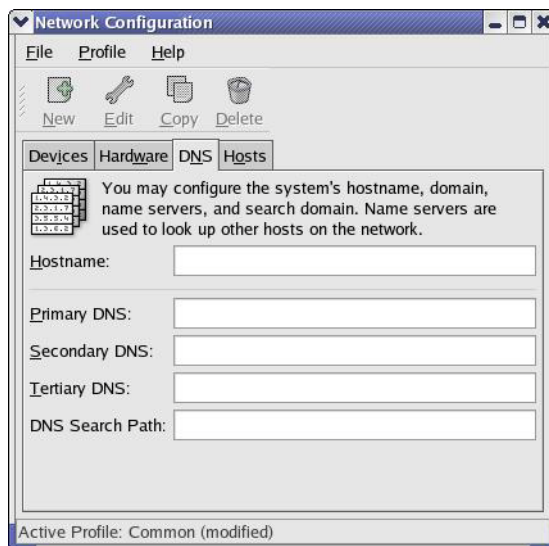 Network Configuration
File Profile Help
New Edit Copy Delete
Devices Hardware DNS Hosts
You may configure the system's hostname, domain,
name servers, and search domain. Name servers are
used to look up other hosts on the network.
Hostname:
Primary DNS:
Secondary DNS:
Tertiary DNS:
DNS Search Path:
Active Profile: Common (modified)